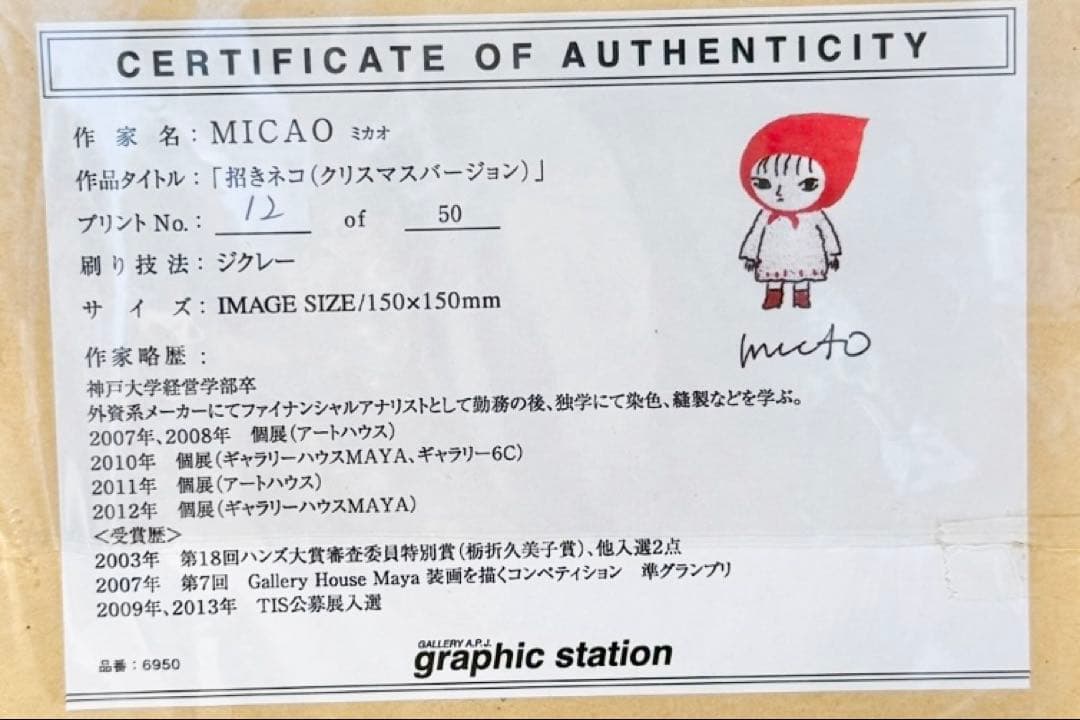 CERTIFICATE OF AUTHENTICITY
作家名：MICAO ミカオ
作品タイトル：「招きネコ（クリスマスバージョン）」
プリントNo.： 12 of 50
刷り技法：ジクレー
サイズ：IMAGE SIZE/150×150mm
micao
作家略歴：
神戸大学経営学部卒
外資系メーカーにてファイナンシャルアナリストとして勤務の後、独学にて染色、縫製などを学ぶ。
2007年、2008年　個展（アートハウス）
2010年　個展（ギャラリーハウスMAYA、ギャラリー6C）
2011年　個展（アートハウス）
2012年　個展（ギャラリーハウスMAYA）
＜受賞歴＞
2003年　第18回ハンズ大賞審査委員特別賞（栃折久美子賞）、他入選2点
2007年　第7回　Gallery House Maya 装画を描くコンペティション　準グランプリ
2009年、2013年　TIS公募展入選
品番：6950
GALLERY A.P.J.
graphic station